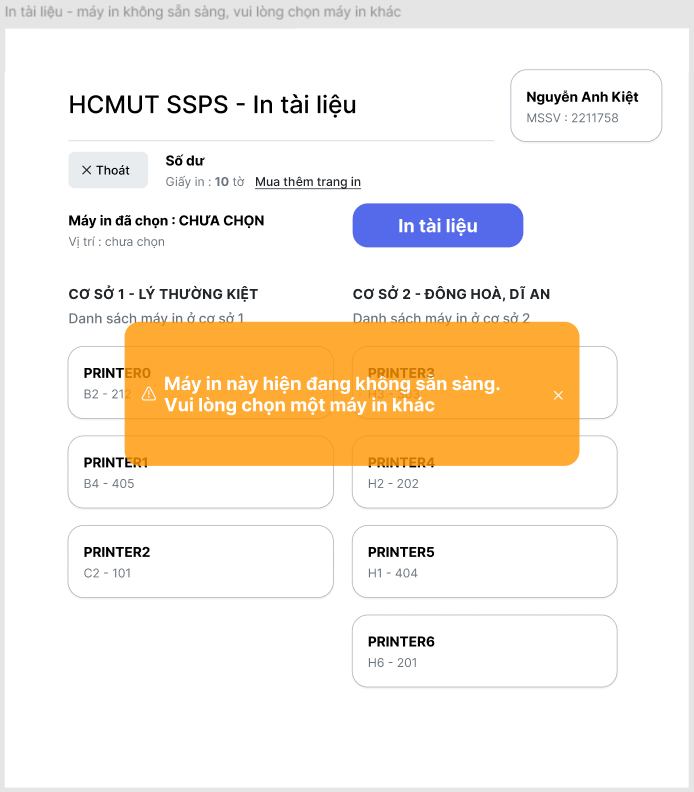 In tài liệu - máy in không sẵn sàng, vui lòng chọn máy in khác
HCMUT SSPS - In tài liệu
Nguyễn Anh Kiệt
MSSV : 2211758
Thoát
Số dư
Giấy in : 10 tờ Mua thêm trang in
Máy in đã chọn : CHƯA CHỌN
Vị trí : chưa chọn
In tài liệu
CƠ SỞ 1 - LÝ THƯỜNG KIỆT
Danh sách máy in ở cơ sở 1
PRINTER0
B2 - 212
PRINTER1
B4 - 405
PRINTER2
C2 - 101
CƠ SỞ 2 - ĐÔNG HOÀ, DĨ AN
Danh sách máy in ở cơ sở 2
PRINTER3
PRINTER4
H2 - 202
PRINTER5
H1 - 404
PRINTER6
H6 - 201
Máy in này hiện đang không sẵn sàng.
Vui lòng chọn một máy in khác